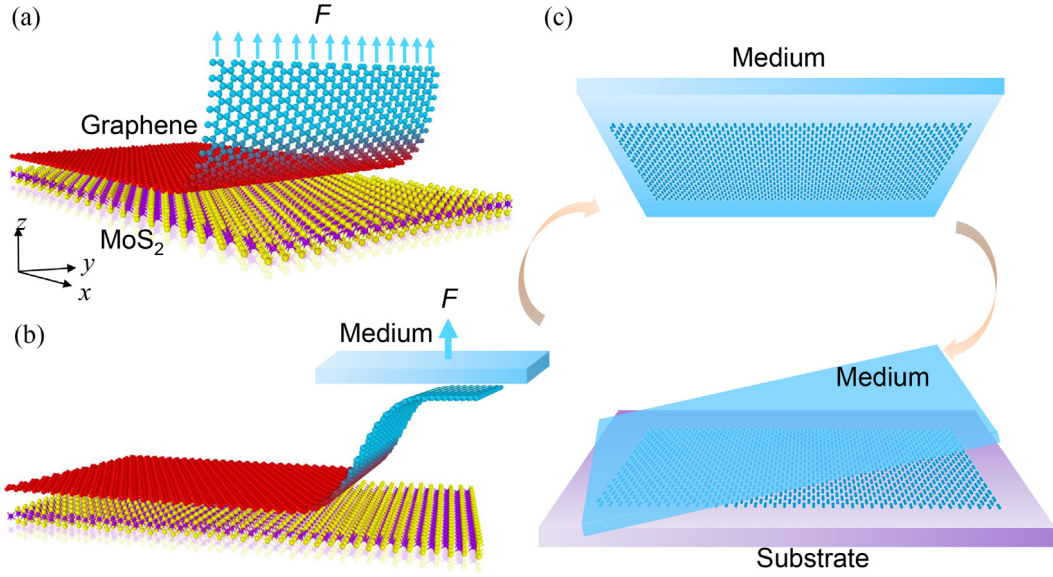 (a)
F
Graphene
MoS₂
z
y
x
(b)
F
Medium
(c)
Medium
Medium
Substrate